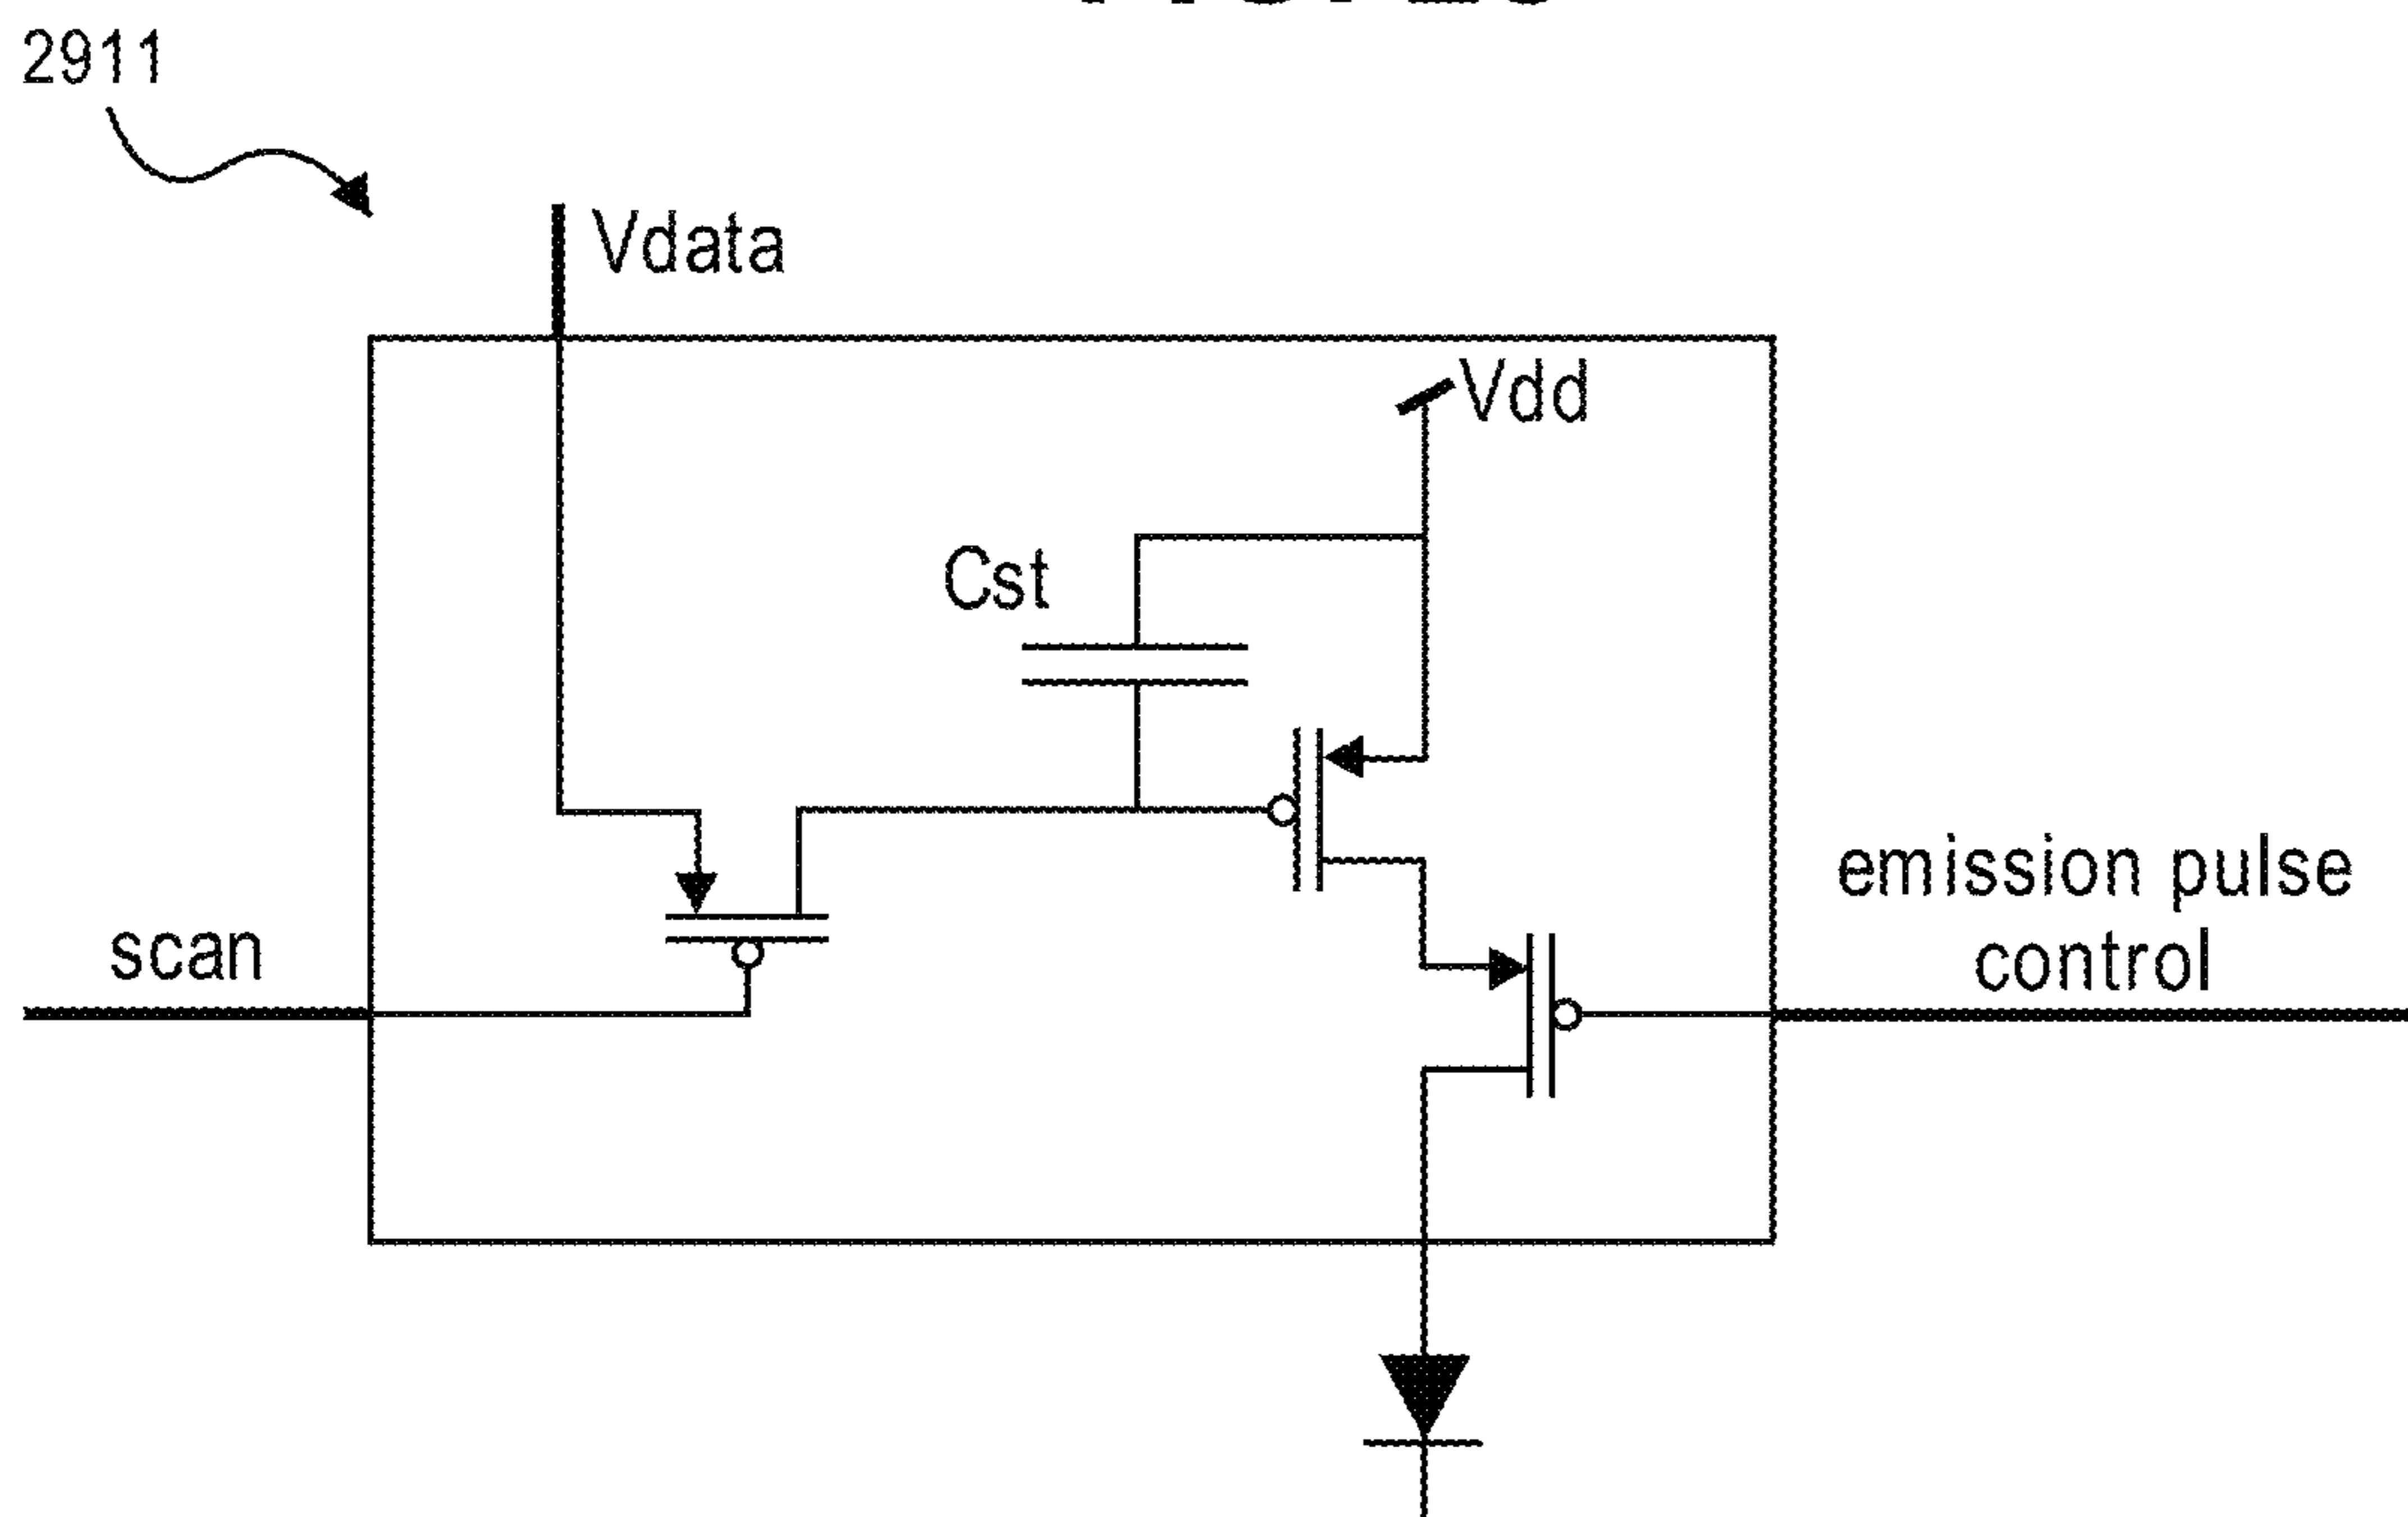 2911
Vdata
Vdd
Cst
emission pulse
control
scan